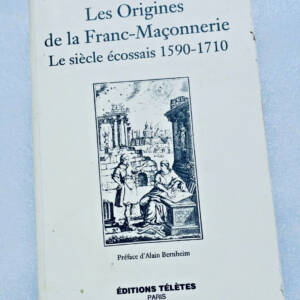 Les Origines
de la Franc-Maçonnerie
Le siècle écossais 1590-1710
Préface d'Alain Bernheim
ÉDITIONS TÉLÈTES
PARIS